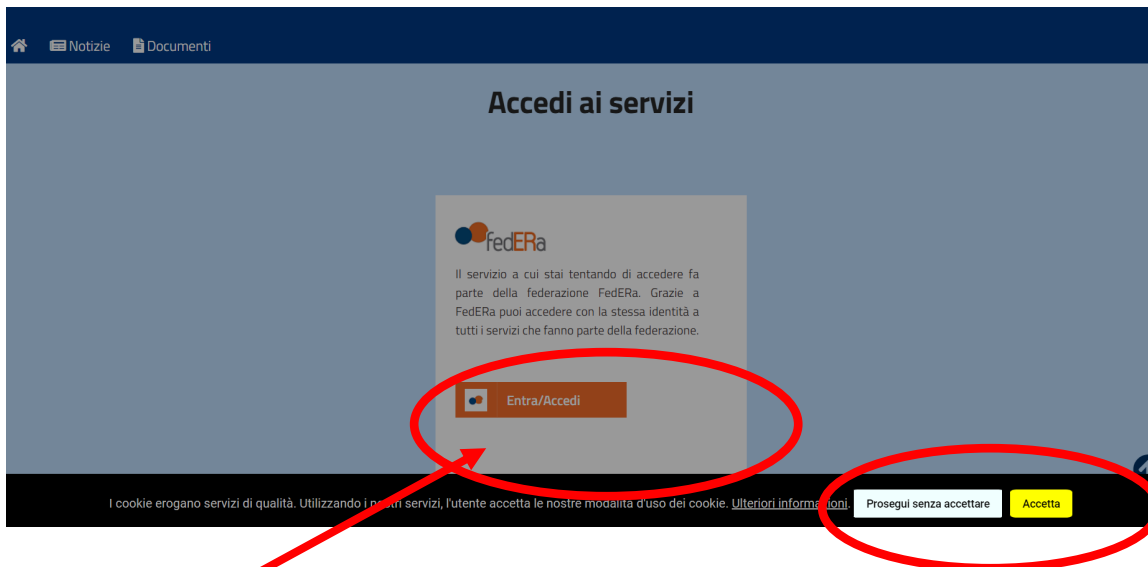 Notizie Documenti
Accedi ai servizi
fedERa
Il servizio a cui stai tentando di accedere fa
parte della federazione FedERa. Grazie a
FedERa puoi accedere con la stessa identità a
tutti i servizi che fanno parte della federazione.
Entra/Accedi
I cookie erogano servizi di qualità. Utilizzando i nostri servizi, l'utente accetta le nostre modalità d'uso dei cookie. Ulteriori informazioni. Prosegui senza accettare Accetta